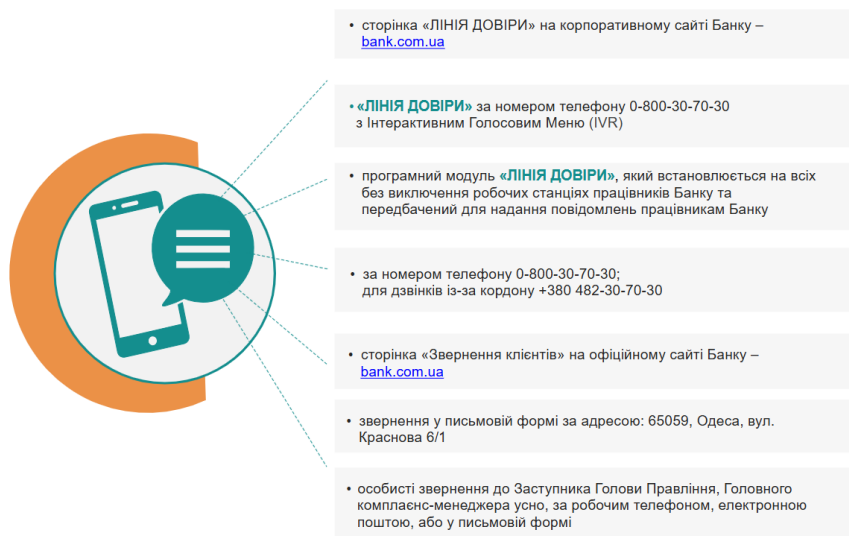 • сторінка «ЛІНІЯ ДОВІРИ» на корпоративному сайті Банку –
bank.com.ua
• «ЛІНІЯ ДОВІРИ» за номером телефону 0-800-30-70-30
з Інтерактивним Голосовим Меню (IVR)
• програмний модуль «ЛІНІЯ ДОВІРИ», який встановлюється на всіх
без виключення робочих станціях працівників Банку та
передбачений для надання повідомлень працівникам Банку
• за номером телефону 0-800-30-70-30;
для дзвінків із-за кордону +380 482-30-70-30
• сторінка «Звернення клієнтів» на офіційному сайті Банку –
bank.com.ua
• звернення у письмовій формі за адресою: 65059, Одеса, вул.
Краснова 6/1
• особисті звернення до Заступника Голови Правління, Головного
комплаєнс-менеджера усно, за робочим телефоном, електронною
поштою, або у письмовій формі